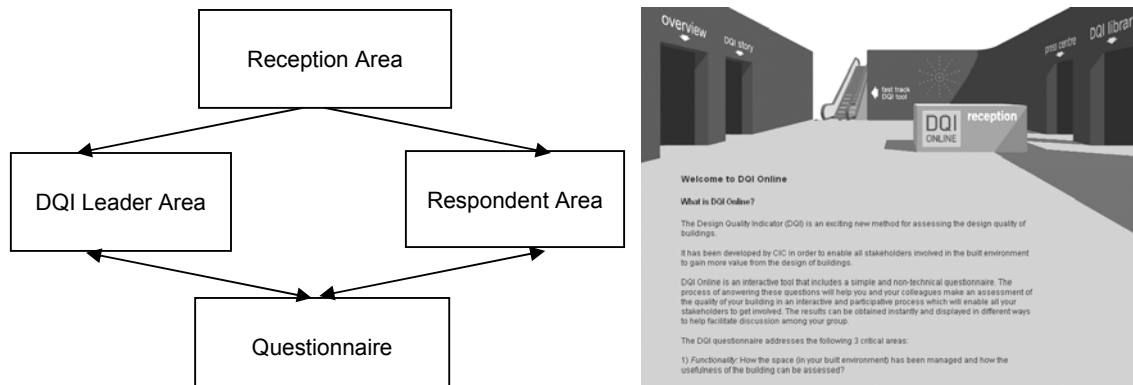 Reception Area
DQI Leader Area
Respondent Area
Questionnaire
overview
DQI story
fast track
DQI tool
press centre
DQI library
DQI
ONLINE
reception
Welcome to DQI Online
What is DQI Online?
The Design Quality Indicator (DQI) is an exciting new method for assessing the design quality of
buildings.
It has been developed by CIC in order to enable all stakeholders involved in the built environment
to gain more value from the design of buildings.
DQI Online is an interactive tool that includes a simple and non-technical questionnaire. The
process of answering these questions will help you and your colleagues make an assessment of
the quality of your building in an interactive and participative process which will enable all your
stakeholders to get involved. The results can be obtained instantly and displayed in different ways
to help facilitate discussion among your group.
The DQI questionnaire addresses the following 3 critical areas:
1) Functionality: How the space (in your built environment) has been managed and how the
usefulness of the building can be assessed?